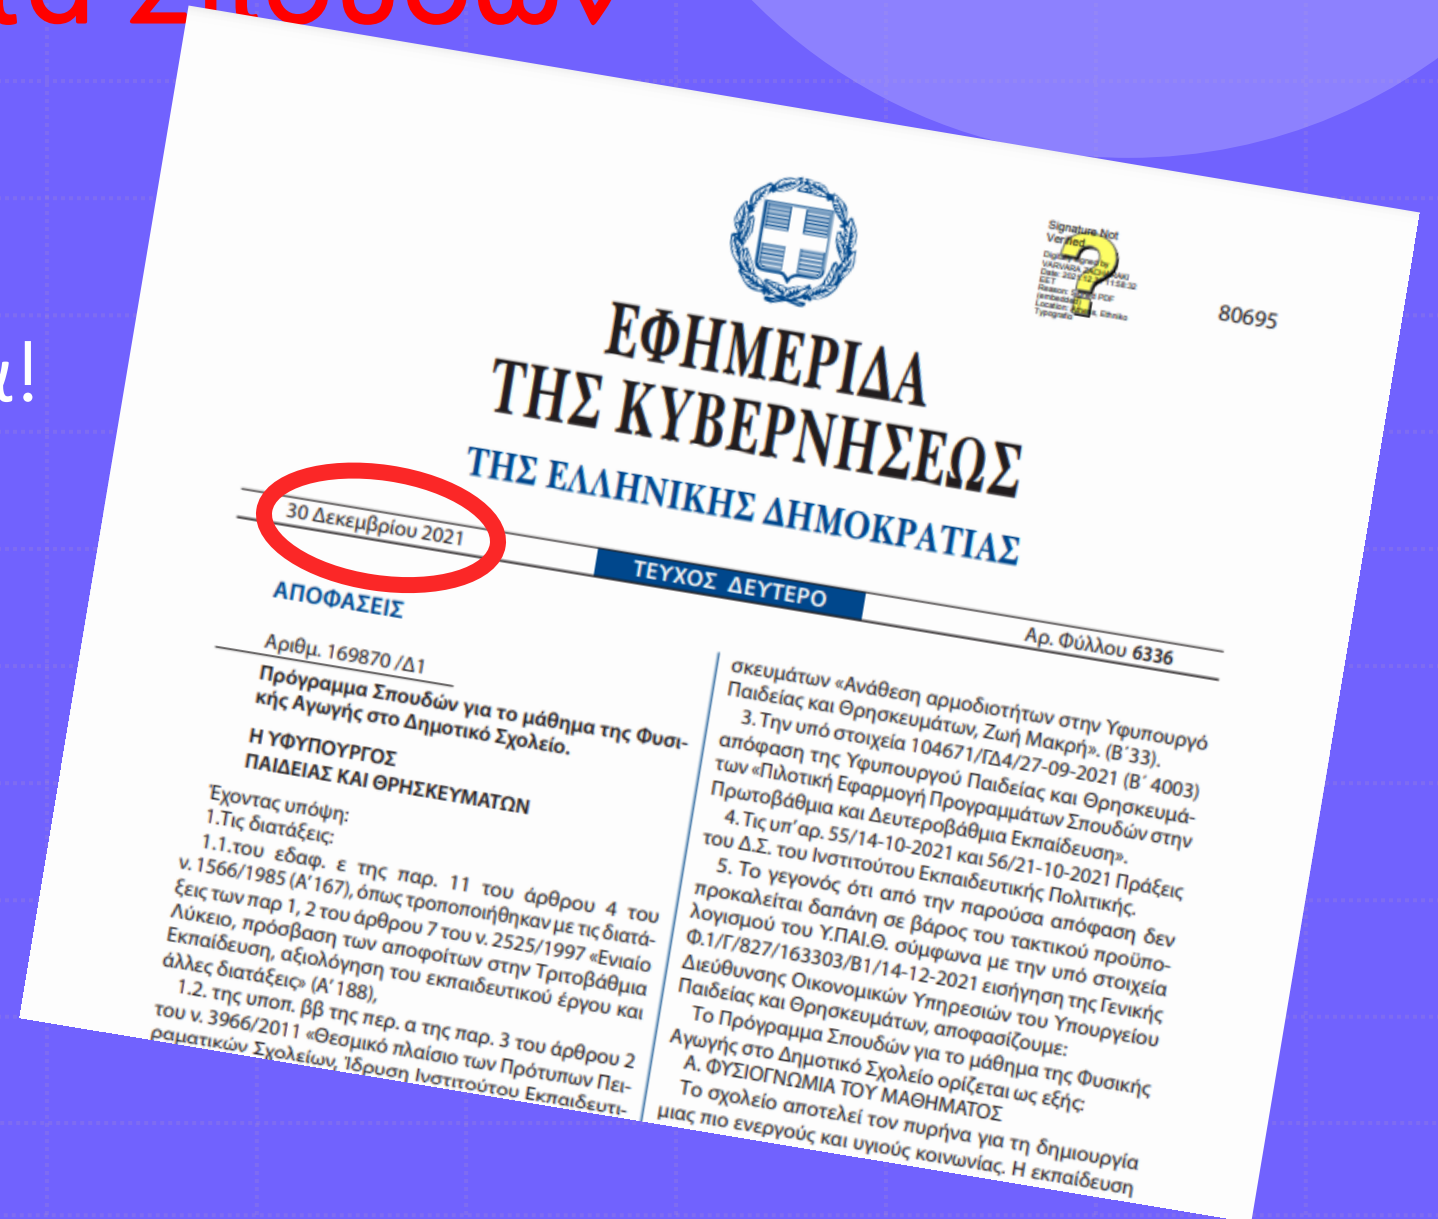 Σπουδών
α!
Signature Not
Verified
80695
ΕΦΗΜΕΡΙΔΑ
ΤΗΣ ΚΥΒΕΡΝΗΣΕΩΣ
ΤΗΣ ΕΛΛΗΝΙΚΗΣ ΔΗΜΟΚΡΑΤΙΑΣ
30 Δεκεμβρίου 2021
ΤΕΥΧΟΣ ΔΕΥΤΕΡΟ
Αρ. Φύλλου 6336
ΑΠΟΦΑΣΕΙΣ
Αριθμ. 169870 /Δ1
Πρόγραμμα Σπουδών για το μάθημα της Φυσι-
κής Αγωγής στο Δημοτικό Σχολείο.
Η ΥΦΥΠΟΥΡΓΟΣ
ΠΑΙΔΕΙΑΣ ΚΑΙ ΘΡΗΣΚΕΥΜΑΤΩΝ
Έχοντας υπόψη:
1.Τις διατάξεις:
1.1.του εδαφ. ε της παρ. 11 του άρθρου 4 του
ν. 1566/1985 (Α’ 167), όπως τροποποιήθηκαν με τις διατά-
ξεις των παρ 1, 2 του άρθρου 7 του ν. 2525/1997 «Ενιαίο
Λύκειο, πρόσβαση των αποφοίτων στην Τριτοβάθμια
Εκπαίδευση, αξιολόγηση του εκπαιδευτικού έργου και
άλλες διατάξεις» (Α’ 188),
1.2. της υποπ. ββ της περ. α της παρ. 3 του άρθρου 2
του ν. 3966/2011 «Θεσμικό πλαίσιο των Πρότυπων Πει-
ραματικών Σχολείων, Ίδρυση Ινστιτούτου Εκπαιδευτι-
σκευμάτων «Ανάθεση αρμοδιοτήτων στην Υφυπουργό
Παιδείας και Θρησκευμάτων, Ζωή Μακρή». (Β΄33).
3. Την υπό στοιχεία 104671/ΓΔ4/27-09-2021 (Β΄ 4003)
απόφαση της Υφυπουργού Παιδείας και Θρησκευμά-
των «Πιλοτική Εφαρμογή Προγραμμάτων Σπουδών στην
Πρωτοβάθμια και Δευτεροβάθμια Εκπαίδευση».
4. Τις υπ’ αρ. 55/14-10-2021 και 56/21-10-2021 Πράξεις
του Δ.Σ. του Ινστιτούτου Εκπαιδευτικής Πολιτικής.
5. Το γεγονός ότι από την παρούσα απόφαση δεν
προκαλείται δαπάνη σε βάρος του τακτικού προϋπο-
λογισμού του Υ.ΠΑΙ.Θ. σύμφωνα με την υπό στοιχεία
Φ.1/Γ/827/163303/Β1/14-12-2021 εισήγηση της Γενικής
Διεύθυνσης Οικονομικών Υπηρεσιών του Υπουργείου
Παιδείας και Θρησκευμάτων, αποφασίζουμε:
Το Πρόγραμμα Σπουδών για το μάθημα της Φυσικής
Αγωγής στο Δημοτικό Σχολείο ορίζεται ως εξής:
Α. ΦΥΣΙΟΓΝΩΜΙΑ ΤΟΥ ΜΑΘΗΜΑΤΟΣ
Το σχολείο αποτελεί τον πυρήνα για τη δημιουργία
μιας πιο ενεργούς και υγιούς κοινωνίας. Η εκπαίδευση